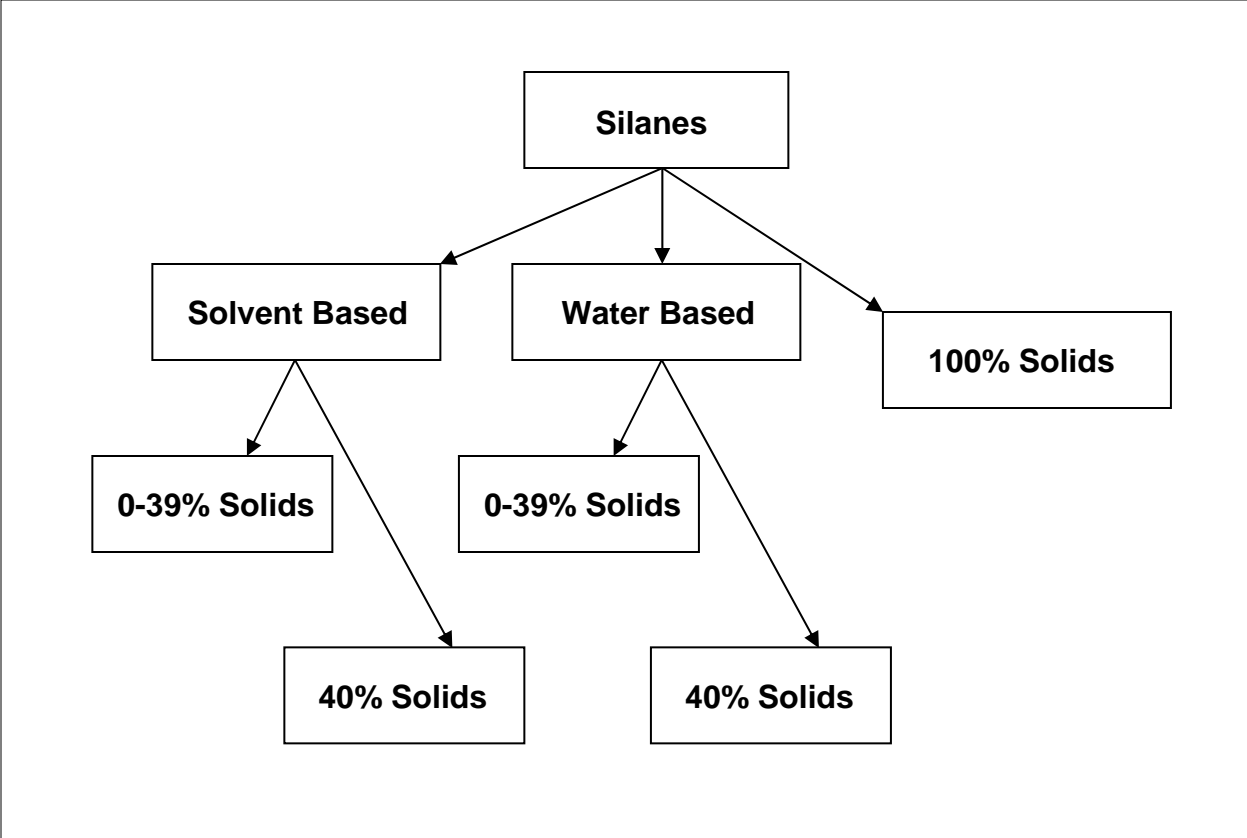 Silanes
Solvent Based
Water Based
100% Solids
0-39% Solids
0-39% Solids
40% Solids
40% Solids